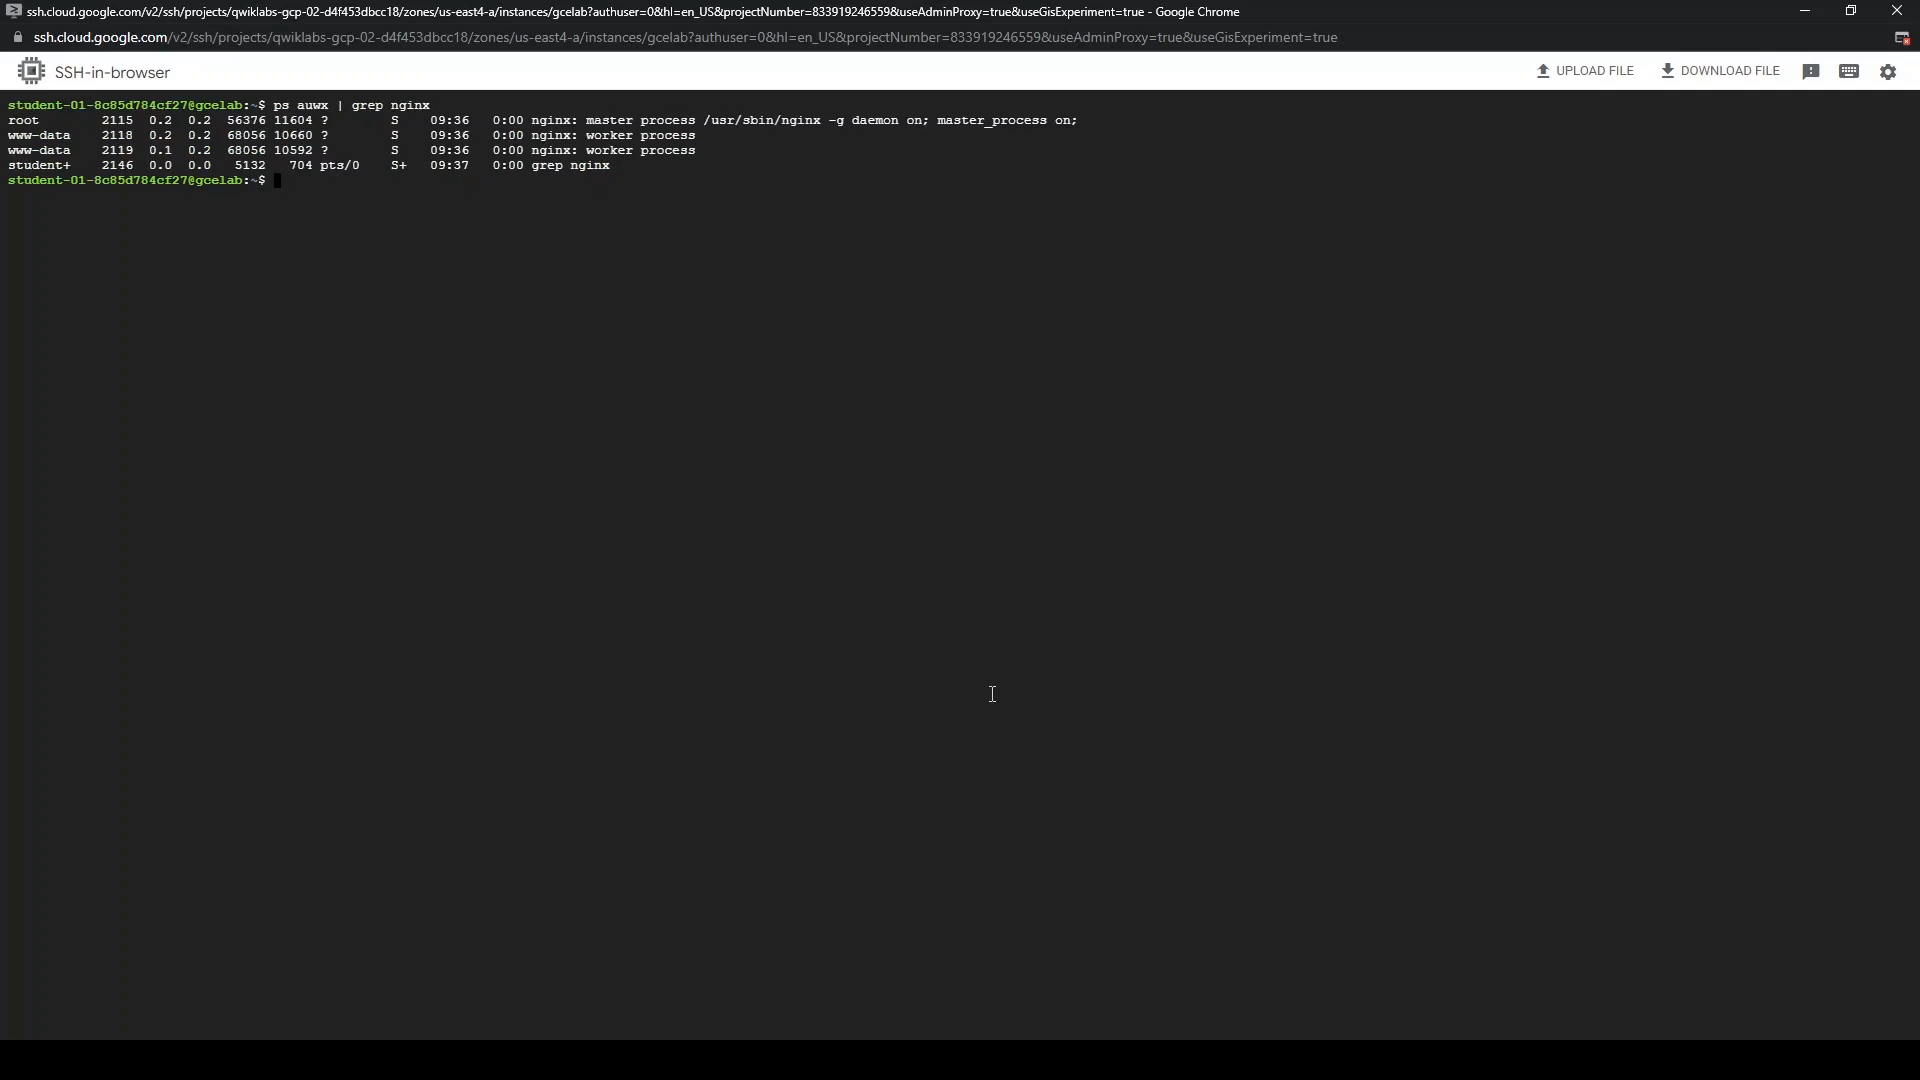 ssh.cloud.google.com/v2/ssh/projects/qwiklabs-gcp-02-d4f453dbcc18/zones/us-east4-a/instances/gcelab?authuser=0&hl=en_US&projectNumber=833919246559&useAdminProxy=true&useGisExperiment=true - Google Chrome
ssh.cloud.google.com/v2/ssh/projects/qwiklabs-gcp-02-d4f453dbcc18/zones/us-east4-a/instances/gcelab?authuser=0&hl=en_US&projectNumber=833919246559&useAdminProxy=true&useGisExperiment=true
SSH-in-browser UPLOAD FILE DOWNLOAD FILE
student-01-8c85d784cf27@gcelab:~$ ps auwx | grep nginx
root 2115 0.2 0.2 56376 11604 ? S 09:36 0:00 nginx: master process /usr/sbin/nginx -g daemon on; master_process on;
www-data 2118 0.2 0.2 68056 10660 ? S 09:36 0:00 nginx: worker process
www-data 2119 0.1 0.2 68056 10592 ? S 09:36 0:00 nginx: worker process
student+ 2146 0.0 0.0 5132 704 pts/0 S+ 09:37 0:00 grep nginx
student-01-8c85d784cf27@gcelab:~$